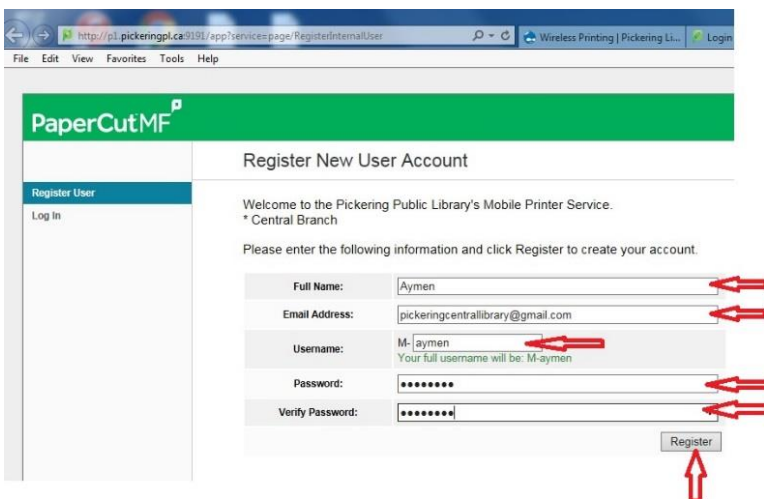 http://p1.pickeringpl.ca:9191/app?service=page/RegisterInternalUser
Wireless Printing | Pickering Li...
Login
File Edit View Favorites Tools Help
PaperCutMF
Register New User Account
Register User
Log In
Welcome to the Pickering Public Library's Mobile Printer Service.
* Central Branch
Please enter the following information and click Register to create your account.
Full Name: Aymen
Email Address: pickeringcentrallibrary@gmail.com
Username: M- aymen
Your full username will be: M-aymen
Password: ••••••••
Verify Password: ••••••••
Register